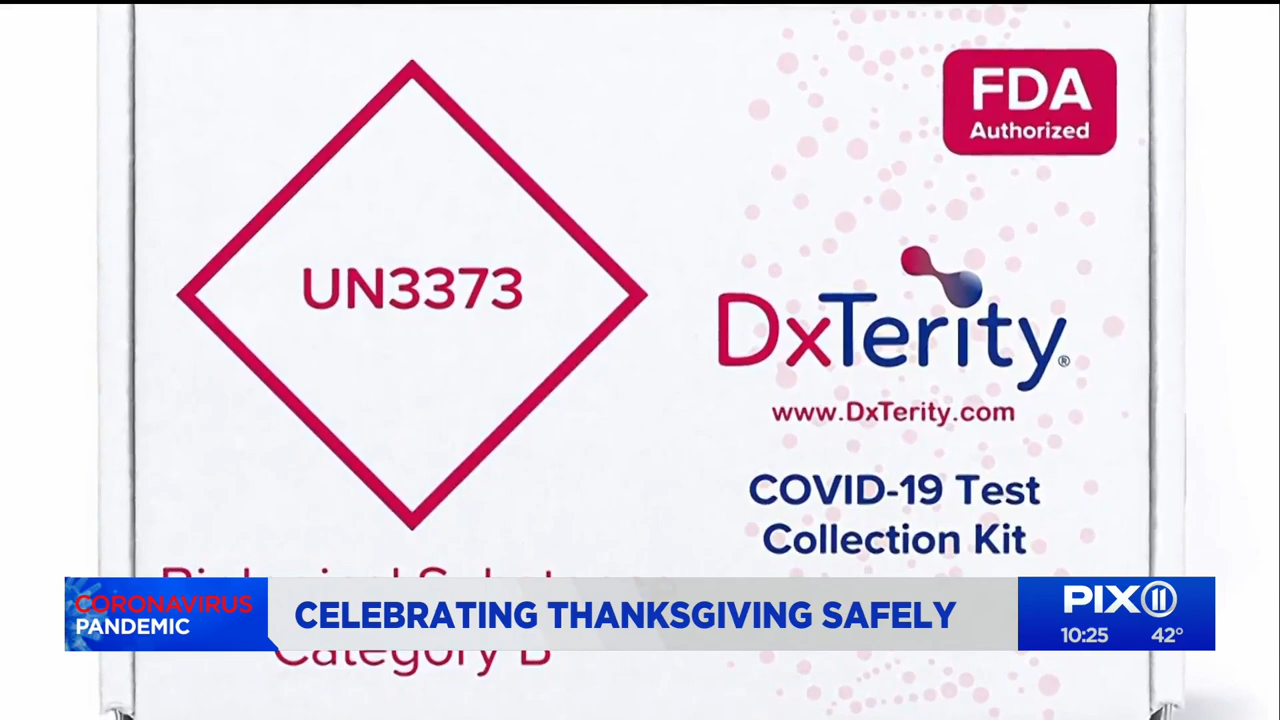 FDA
Authorized
UN3373
DxTerity®
www.DxTerity.com
COVID-19 Test
Collection Kit
CORONAVIRUS
PANDEMIC
CELEBRATING THANKSGIVING SAFELY
PIX11
10:25 42°
Category B